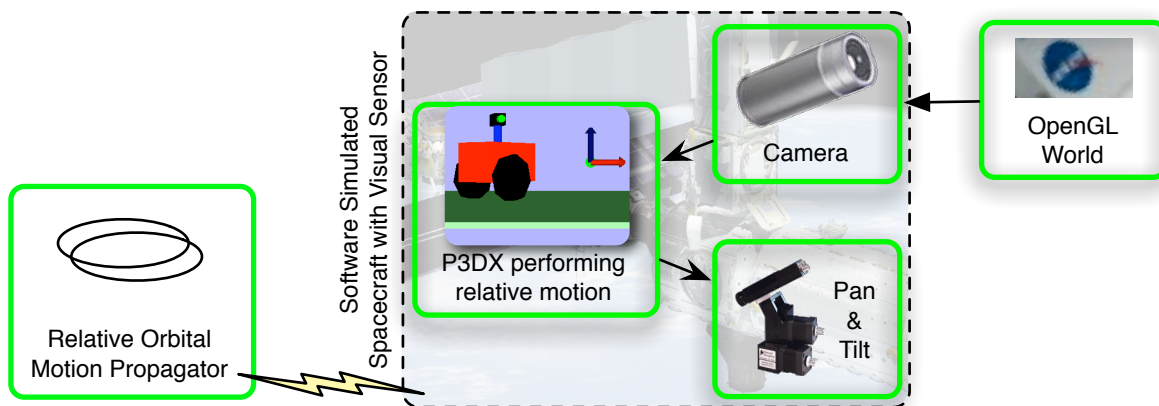 Relative Orbital
Motion Propagator
Software Simulated
Spacecraft with Visual Sensor
P3DX performing
relative motion
Camera
Pan
&
Tilt
OpenGL
World